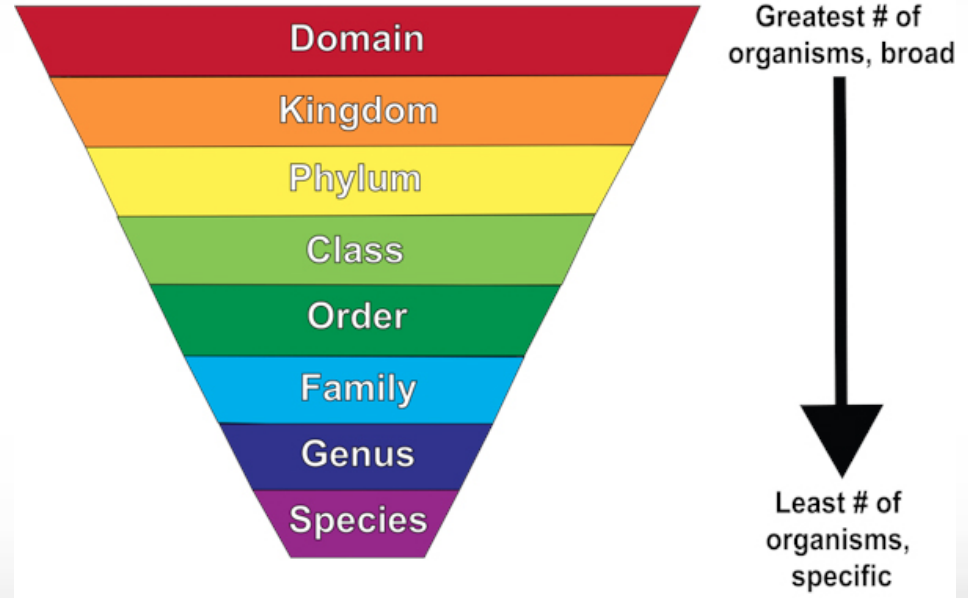 Domain
Kingdom
Phylum
Class
Order
Family
Genus
Species
Greatest # of
organisms, broad
Least # of
organisms,
specific